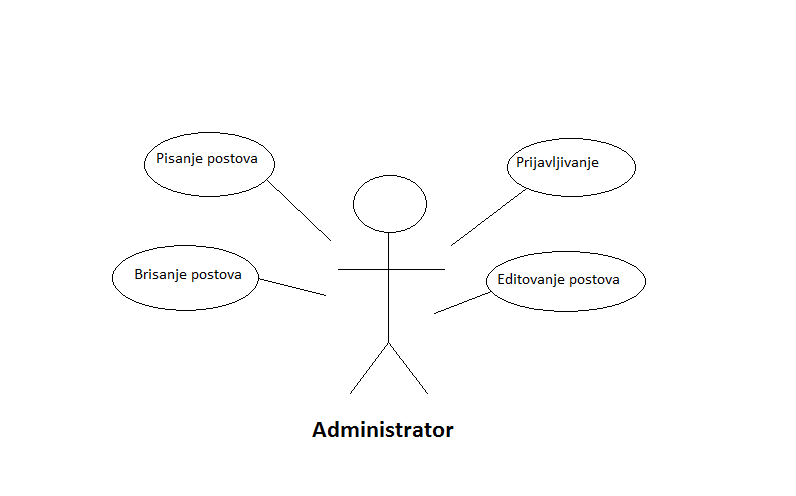 Pisanje postova
Prijavljivanje
Brisanje postova
Editovanje postova
Administrator